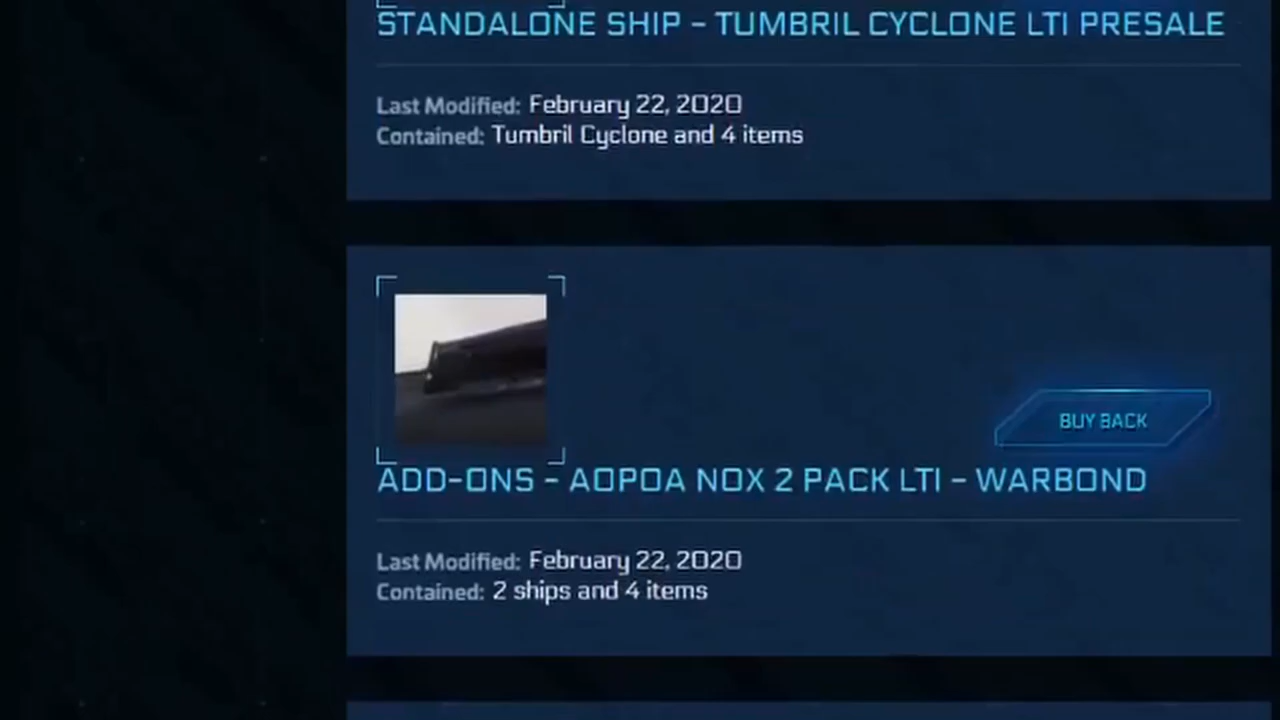 STANDALONE SHIP - TUMBRIL CYCLONE LTI PRESALE
Last Modified: February 22, 2020
Contained: Tumbril Cyclone and 4 items
BUY BACK
ADD-ONS - AOPOA NOX 2 PACK LTI - WARBOND
Last Modified: February 22, 2020
Contained: 2 ships and 4 items